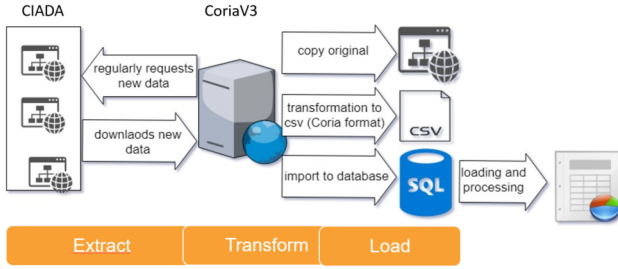 CIADA
CoriaV3
regularly requests
new data
downlaods new
data
copy original
transformation to
csv (Coria format)
CSV
import to database
SQL
loading and
processing
Extract
Transform
Load